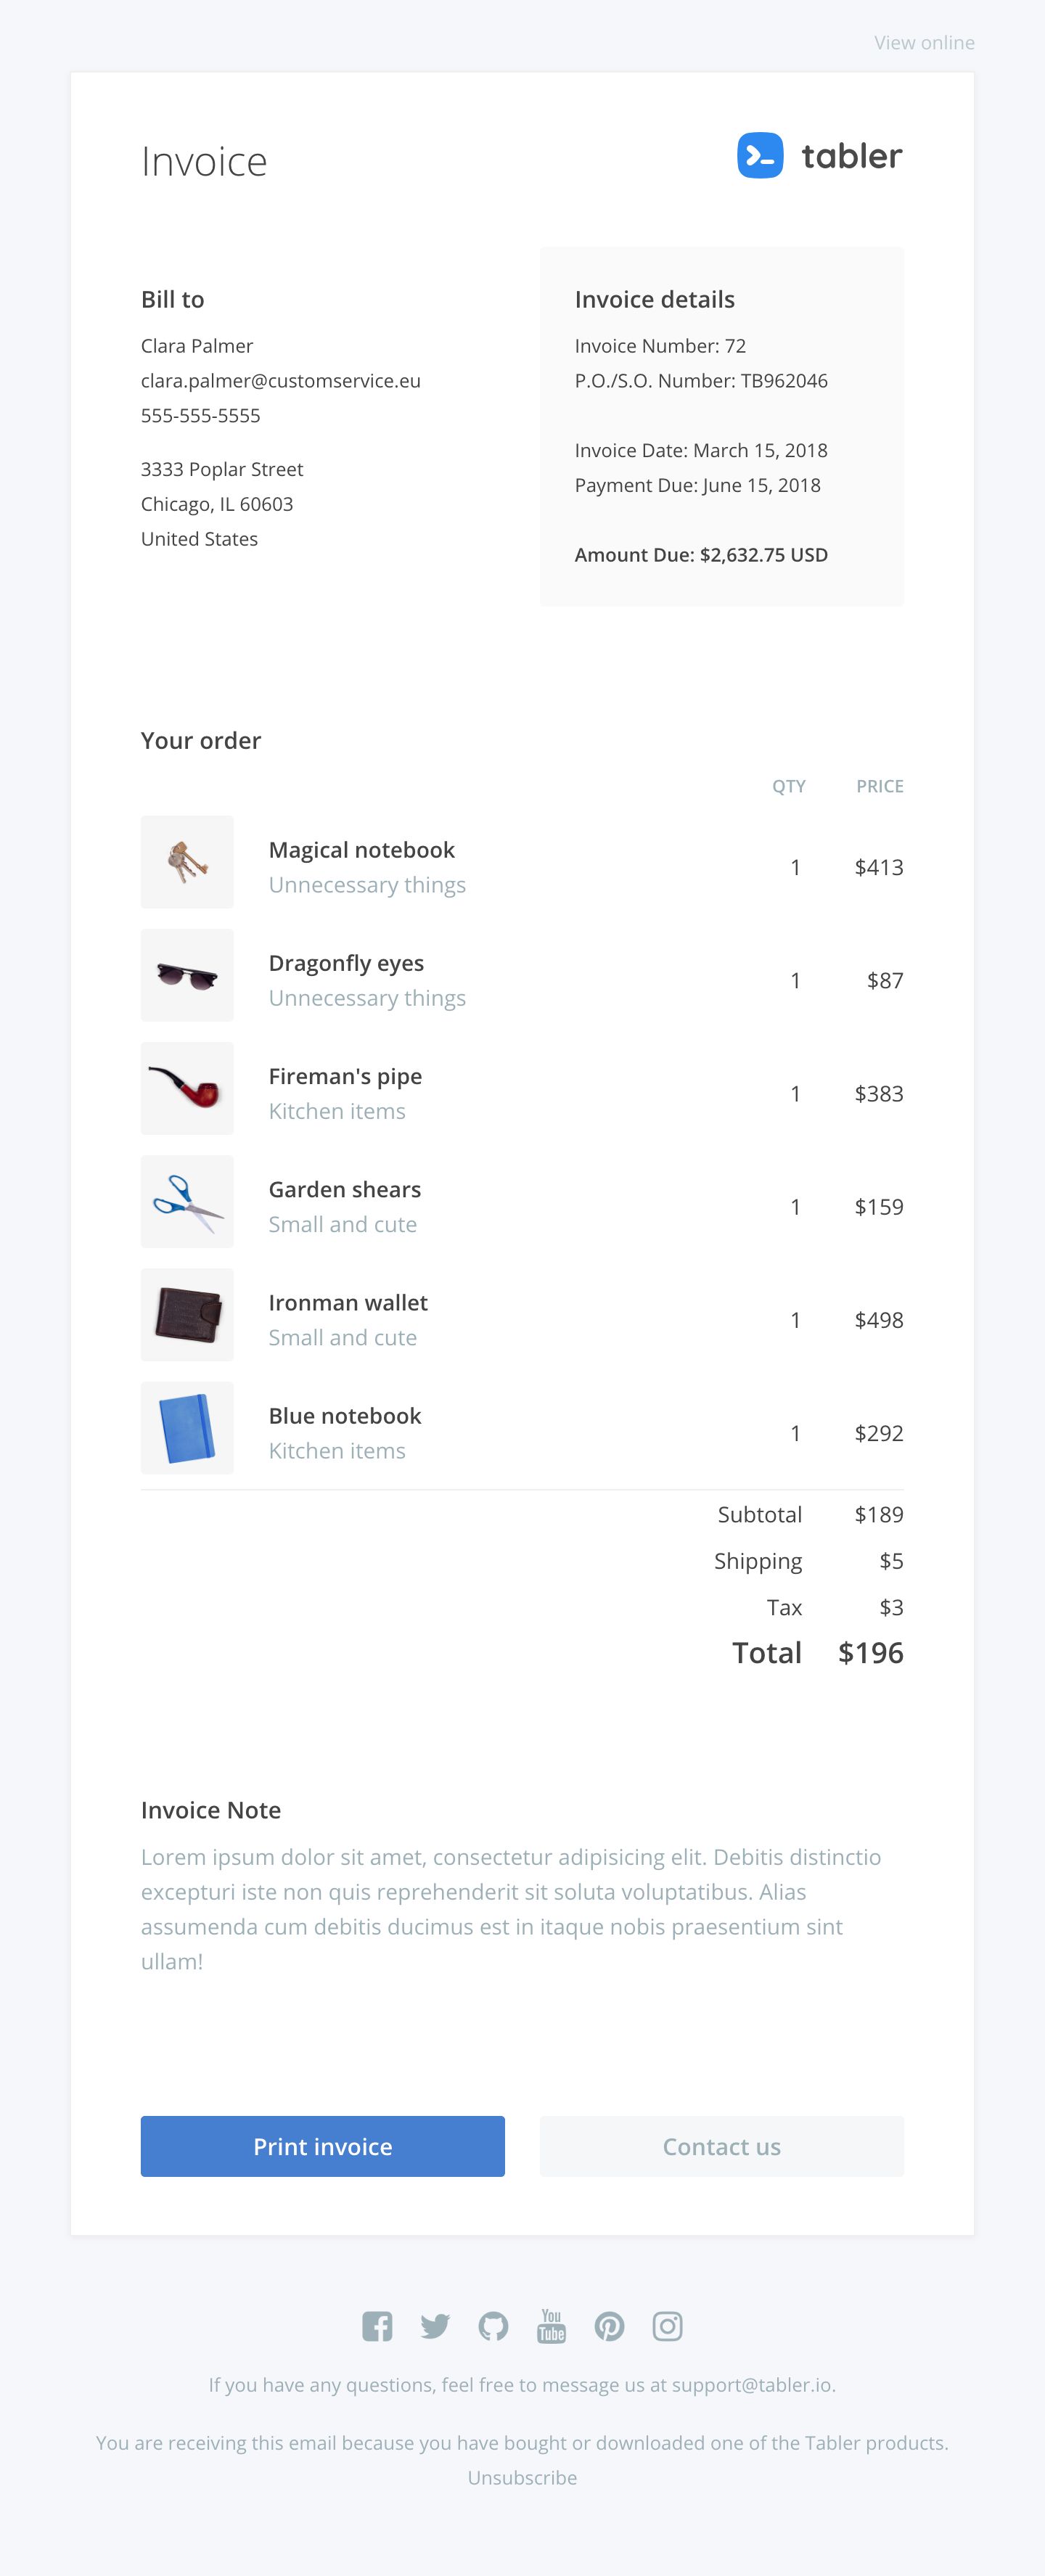 View online
Invoice
tabler
Bill to
Clara Palmer
clara.palmer@customservice.eu
555-555-5555
3333 Poplar Street
Chicago, IL 60603
United States
Invoice details
Invoice Number: 72
P.O./S.O. Number: TB962046
Invoice Date: March 15, 2018
Payment Due: June 15, 2018
Amount Due: $2,632.75 USD
Your order
QTY PRICE
Magical notebook
Unnecessary things
1 $413
Dragonfly eyes
Unnecessary things
1 $87
Fireman's pipe
Kitchen items
1 $383
Garden shears
Small and cute
1 $159
Ironman wallet
Small and cute
1 $498
Blue notebook
Kitchen items
1 $292
Subtotal $189
Shipping $5
Tax $3
Total $196
Invoice Note
Lorem ipsum dolor sit amet, consectetur adipisicing elit. Debitis distinctio
excepturi iste non quis reprehenderit sit soluta voluptatibus. Alias
assumenda cum debitis ducimus est in itaque nobis praesentium sint
ullam!
Print invoice
Contact us
You
Tube
If you have any questions, feel free to message us at support@tabler.io.
You are receiving this email because you have bought or downloaded one of the Tabler products.
Unsubscribe